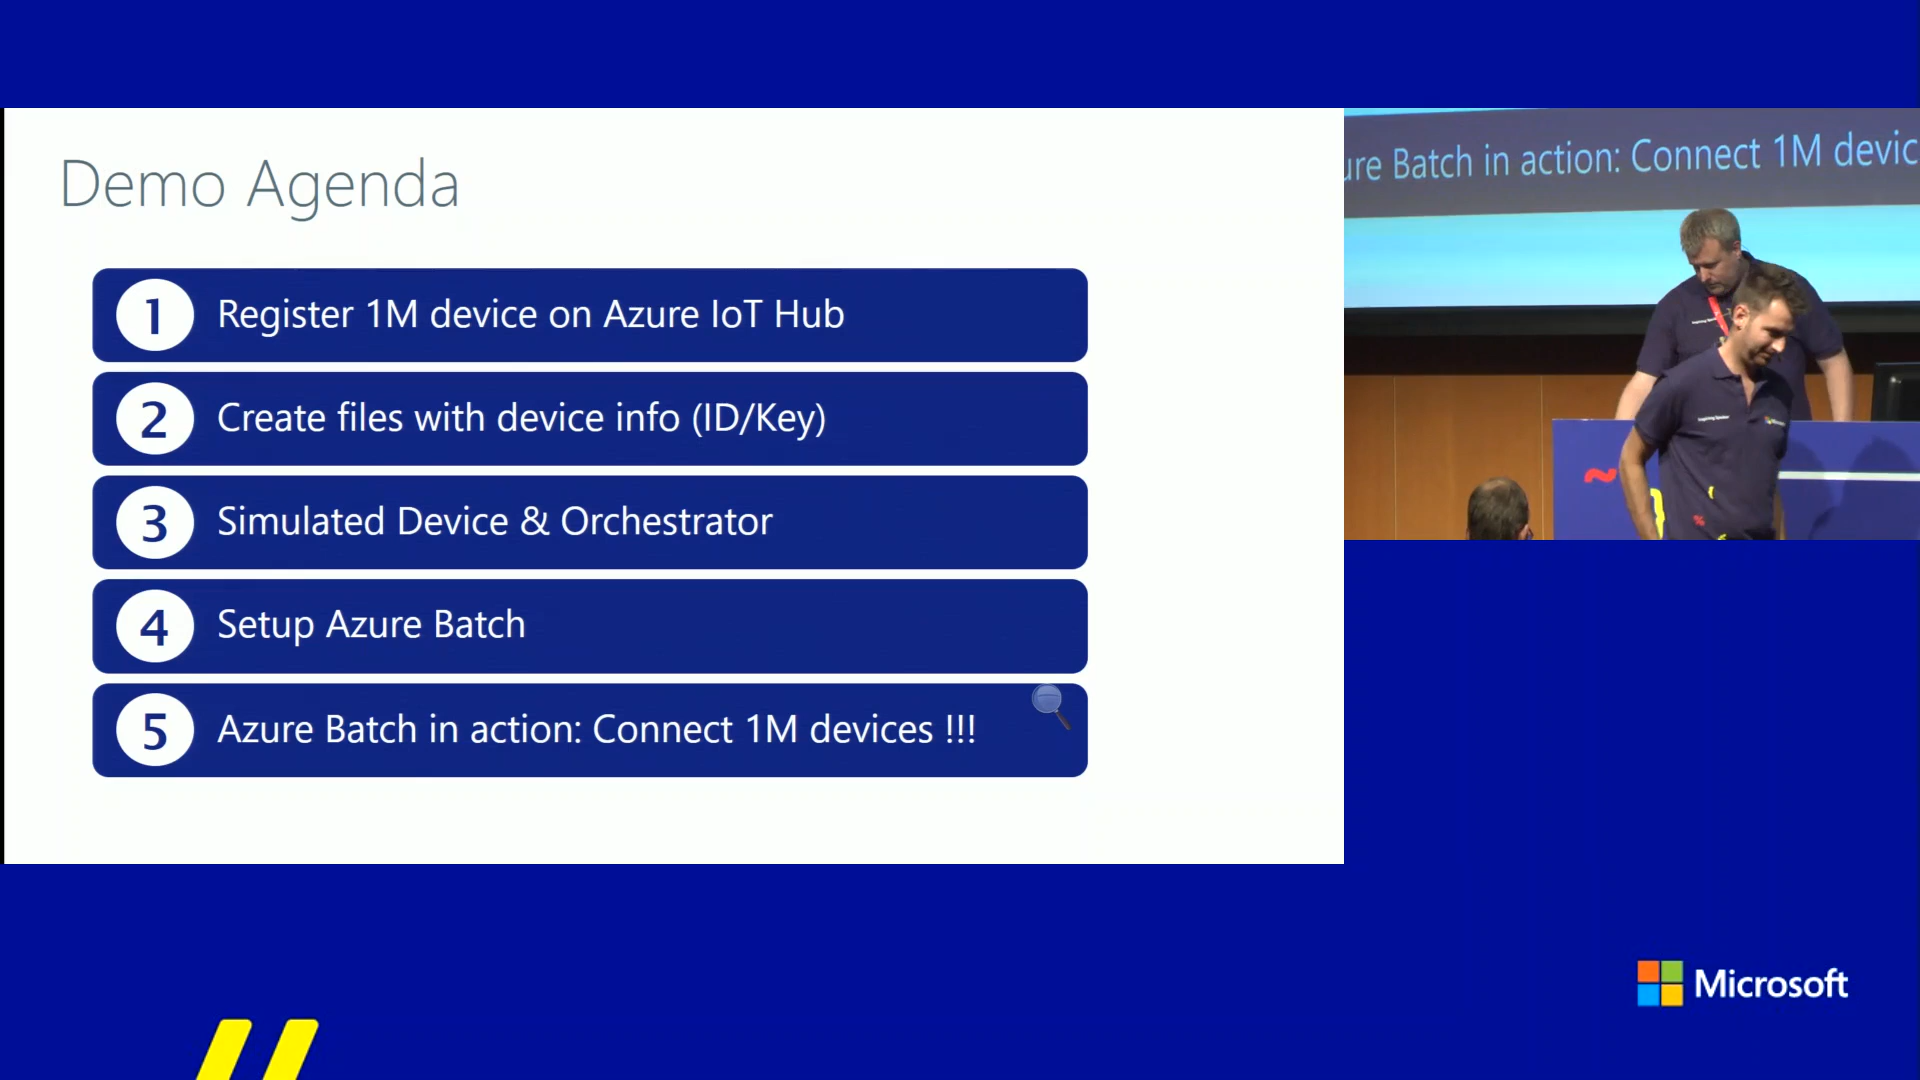 Demo Agenda
1 Register 1M device on Azure IoT Hub
2 Create files with device info (ID/Key)
3 Simulated Device & Orchestrator
4 Setup Azure Batch
5 Azure Batch in action: Connect 1M devices !!!
ure Batch in action: Connect 1M devic
Microsoft